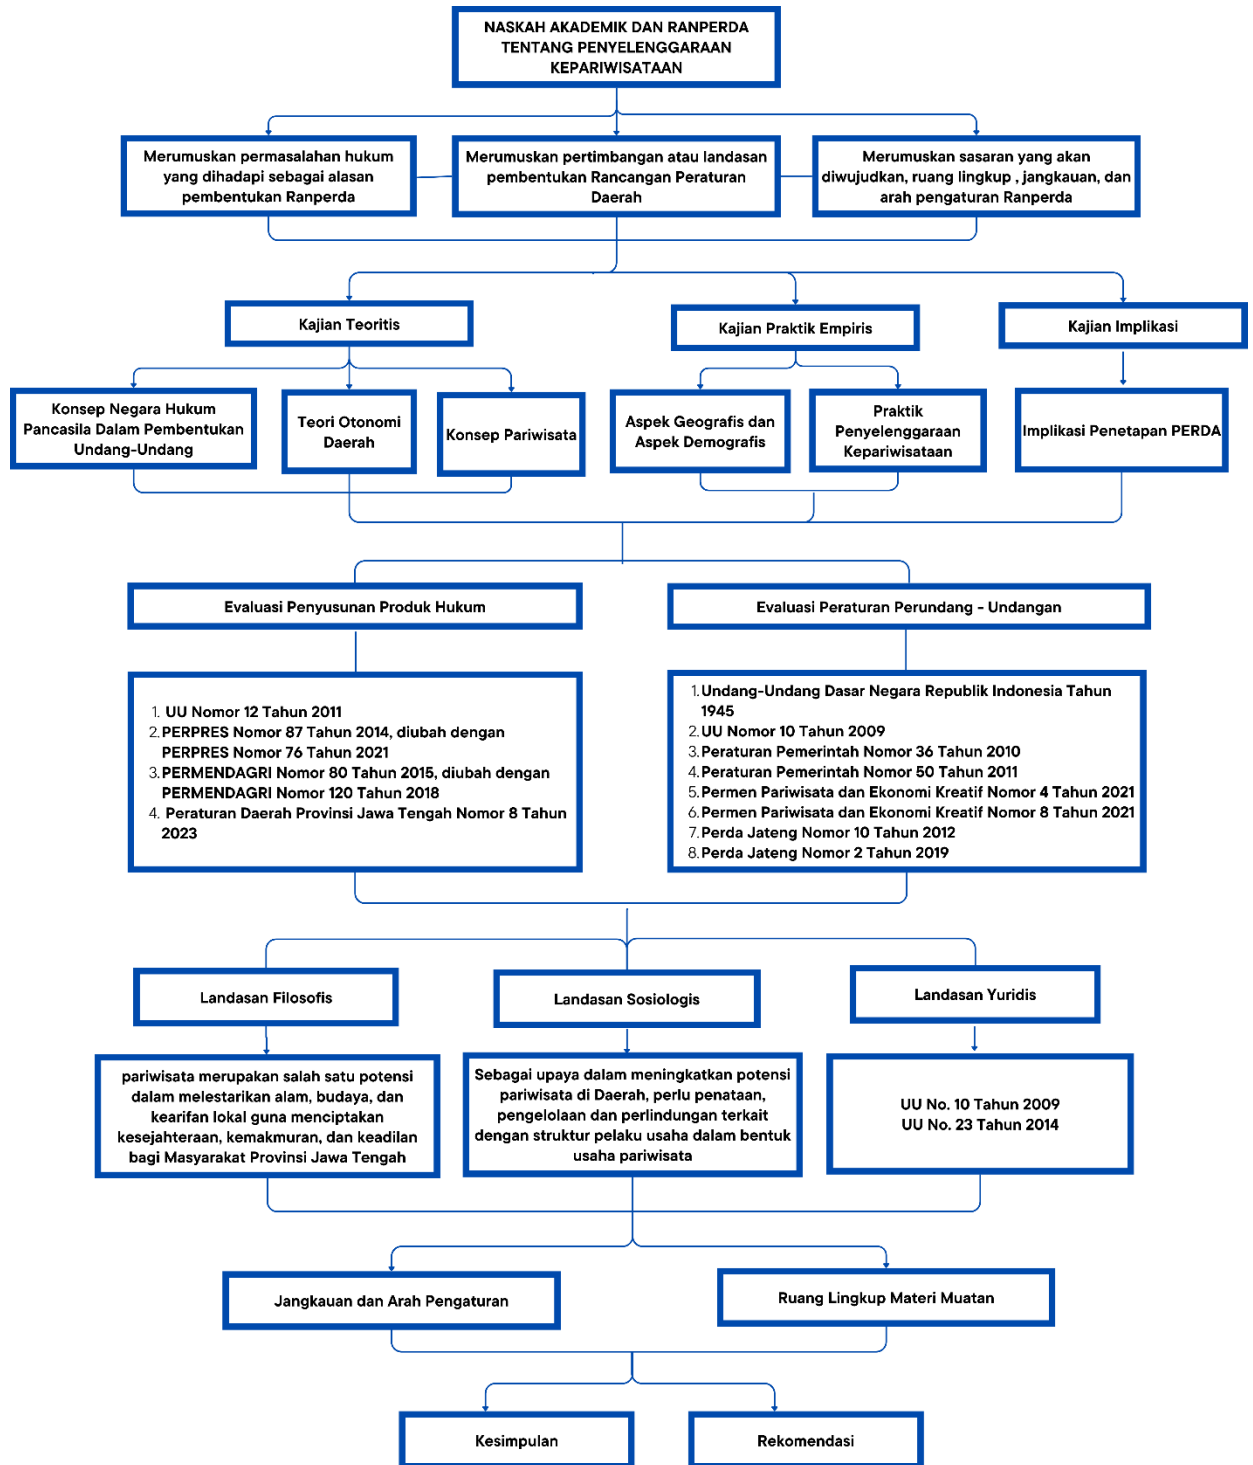 NASKAH AKADEMIK DAN RANPERDA
TENTANG PENYELENGGARAAN
KEPARIWISATAAN
Merumuskan permasalahan hukum
yang dihadapi sebagai alasan
pembentukan Ranperda
Merumuskan pertimbangan atau landasan
pembentukan Rancangan Peraturan
Daerah
Merumuskan sasaran yang akan
diwujudkan, ruang lingkup , jangkauan, dan
arah pengaturan Ranperda
Kajian Teoritis
Kajian Praktik Empiris
Kajian Implikasi
Konsep Negara Hukum
Pancasila Dalam Pembentukan
Undang-Undang
Teori Otonomi
Daerah
Konsep Pariwisata
Aspek Geografis dan
Aspek Demografis
Praktik
Penyelenggaraan
Kepariwisataan
Implikasi Penetapan PERDA
Evaluasi Penyusunan Produk Hukum
Evaluasi Peraturan Perundang - Undangan
1. UU Nomor 12 Tahun 2011
2. PERPRES Nomor 87 Tahun 2014, diubah dengan
PERPRES Nomor 76 Tahun 2021
3. PERMENDAGRI Nomor 80 Tahun 2015, diubah dengan
PERMENDAGRI Nomor 120 Tahun 2018
4. Peraturan Daerah Provinsi Jawa Tengah Nomor 8 Tahun
2023
1. Undang-Undang Dasar Negara Republik Indonesia Tahun
1945
2. UU Nomor 10 Tahun 2009
3. Peraturan Pemerintah Nomor 36 Tahun 2010
4. Peraturan Pemerintah Nomor 50 Tahun 2011
5. Permen Pariwisata dan Ekonomi Kreatif Nomor 4 Tahun 2021
6. Permen Pariwisata dan Ekonomi Kreatif Nomor 8 Tahun 2021
7. Perda Jateng Nomor 10 Tahun 2012
8. Perda Jateng Nomor 2 Tahun 2019
Landasan Filosofis
Landasan Sosiologis
Landasan Yuridis
pariwisata merupakan salah satu potensi
dalam melestarikan alam, budaya, dan
kearifan lokal guna menciptakan
kesejahteraan, kemakmuran, dan keadilan
bagi Masyarakat Provinsi Jawa Tengah
Sebagai upaya dalam meningkatkan potensi
pariwisata di Daerah, perlu penataan,
pengelolaan dan perlindungan terkait
dengan struktur pelaku usaha dalam bentuk
usaha pariwisata
UU No. 10 Tahun 2009
UU No. 23 Tahun 2014
Jangkauan dan Arah Pengaturan
Ruang Lingkup Materi Muatan
Kesimpulan
Rekomendasi